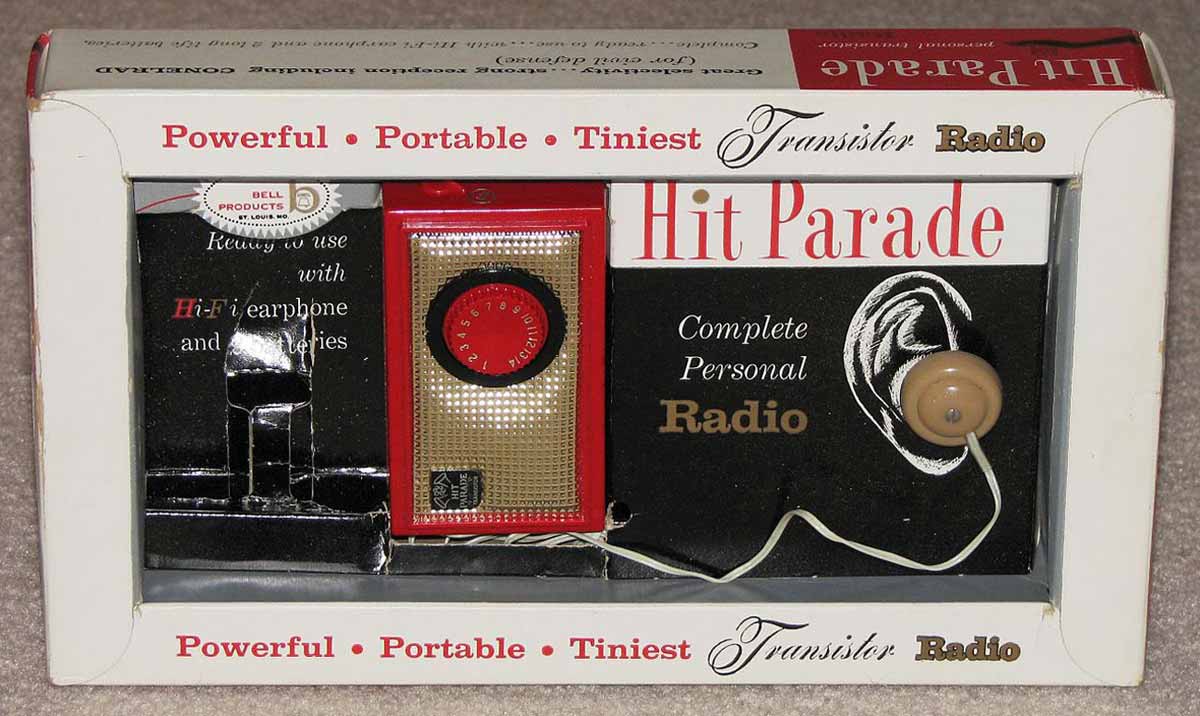 Hit Parade
personal transistor
Radio
Great selectivity...strong reception including CONELRAD
(for civil defense)
Complete...ready to use...with Hi-Fi earphone and 2 long life batteries.
Powerful • Portable • Tiniest Transistor Radio
BELL
PRODUCTS
ST. LOUIS, MO.
b
Ready to use
with
Hi-Fi earphone
and
Hit Parade
Complete
Personal
Radio
1 2 3 4 5 6 7 8 9 10 11 12 13 14
HIT
PARADE
Powerful • Portable • Tiniest Transistor Radio